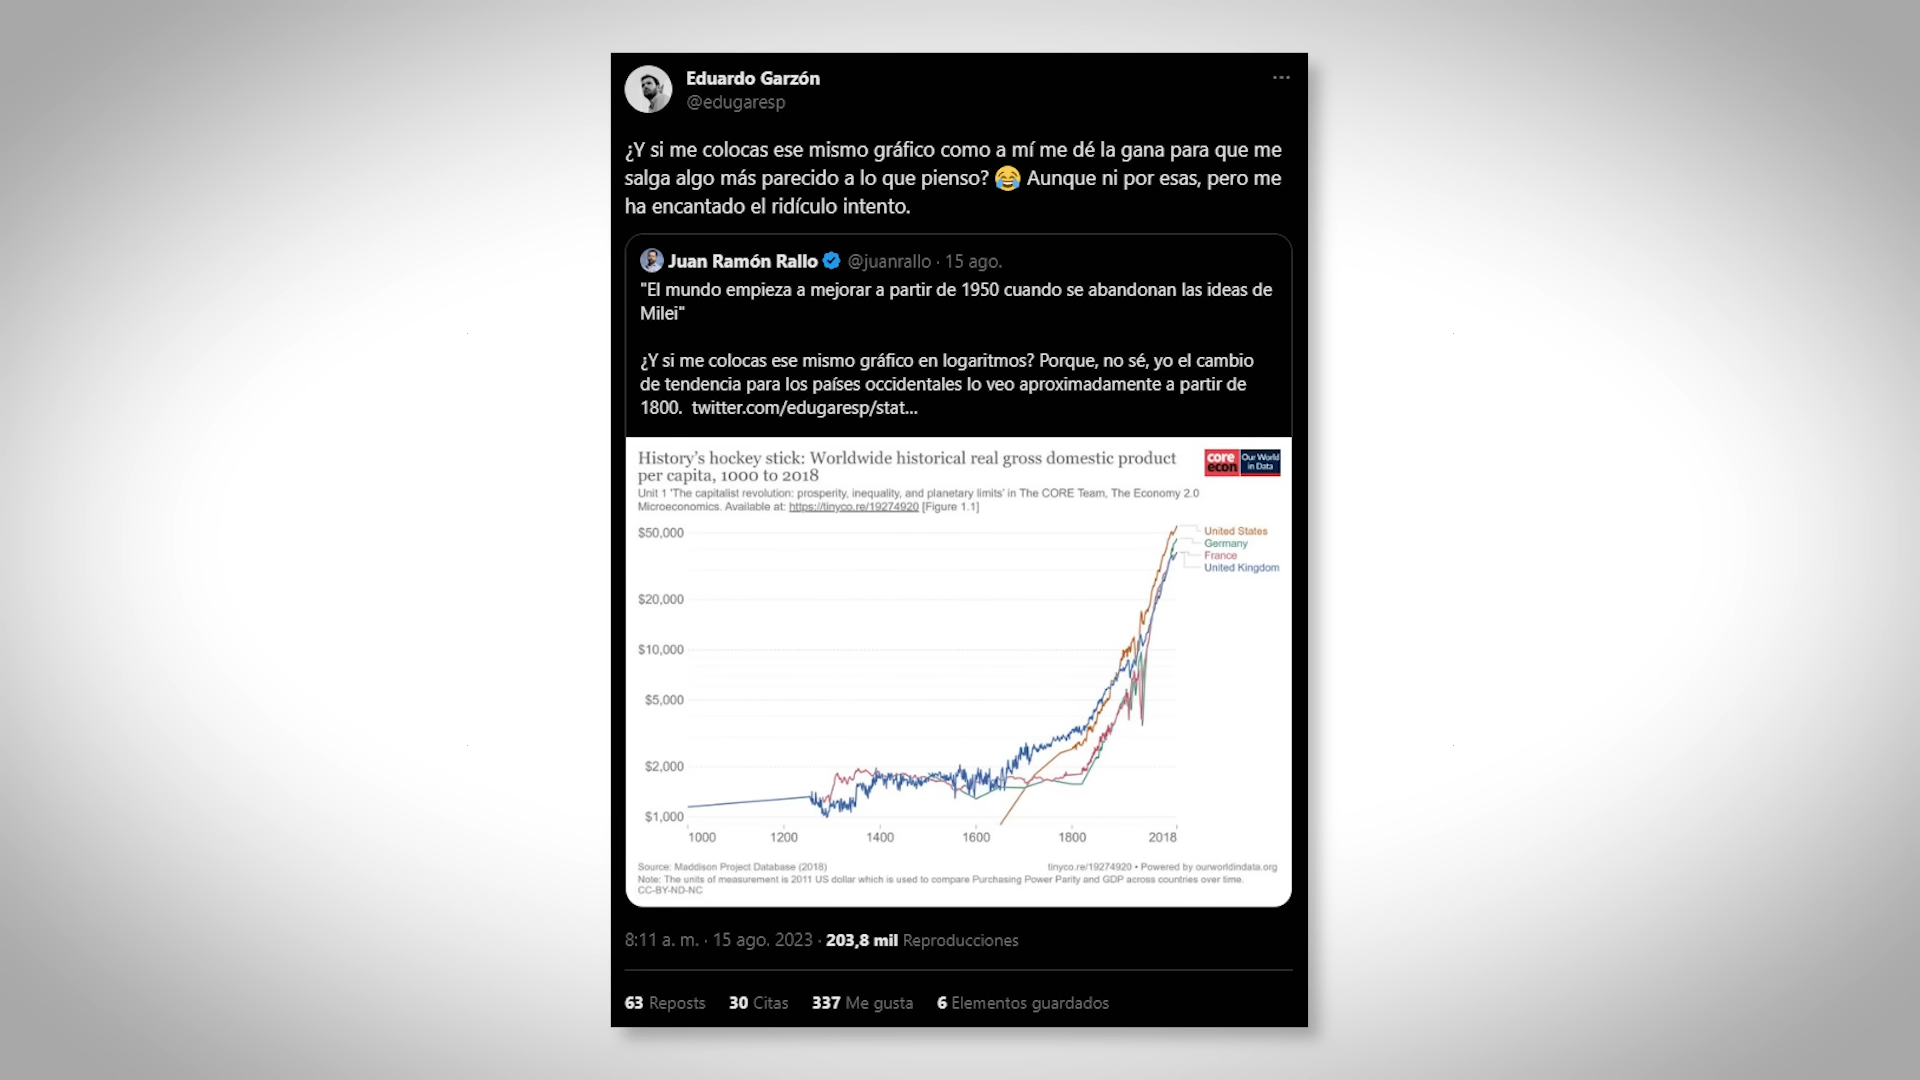 Eduardo Garzón
@edugaresp
¿Y si me colocas ese mismo gráfico como a mí me dé la gana para que me
salga algo más parecido a lo que pienso? 😂 Aunque ni por esas, pero me
ha encantado el ridículo intento.
Juan Ramón Rallo @juanrallo · 15 ago.
"El mundo empieza a mejorar a partir de 1950 cuando se abandonan las ideas de
Milei"
¿Y si me colocas ese mismo gráfico en logaritmos? Porque, no sé, yo el cambio
de tendencia para los países occidentales lo veo aproximadamente a partir de
1800. twitter.com/edugaresp/stat...
History's hockey stick: Worldwide historical real gross domestic product
per capita, 1000 to 2018
core
econ
Our World
in Data
Unit 1 'The capitalist revolution: prosperity, inequality, and planetary limits' in The CORE Team, The Economy 2.0
Microeconomics. Available at: https://tinyco.re/19274920 [Figure 1.1]
$50,000
$20,000
$10,000
$5,000
$2,000
$1,000
United States
Germany
France
United Kingdom
1000 1200 1400 1600 1800 2018
Source: Maddison Project Database (2018)
tinyco.re/19274920 • Powered by ourworldindata.org
Note: The units of measurement is 2011 US dollar which is used to compare Purchasing Power Parity and GDP across countries over time.
CC-BY-ND-NC
8:11 a. m. · 15 ago. 2023 · 203,8 mil Reproducciones
63 Reposts 30 Citas 337 Me gusta 6 Elementos guardados